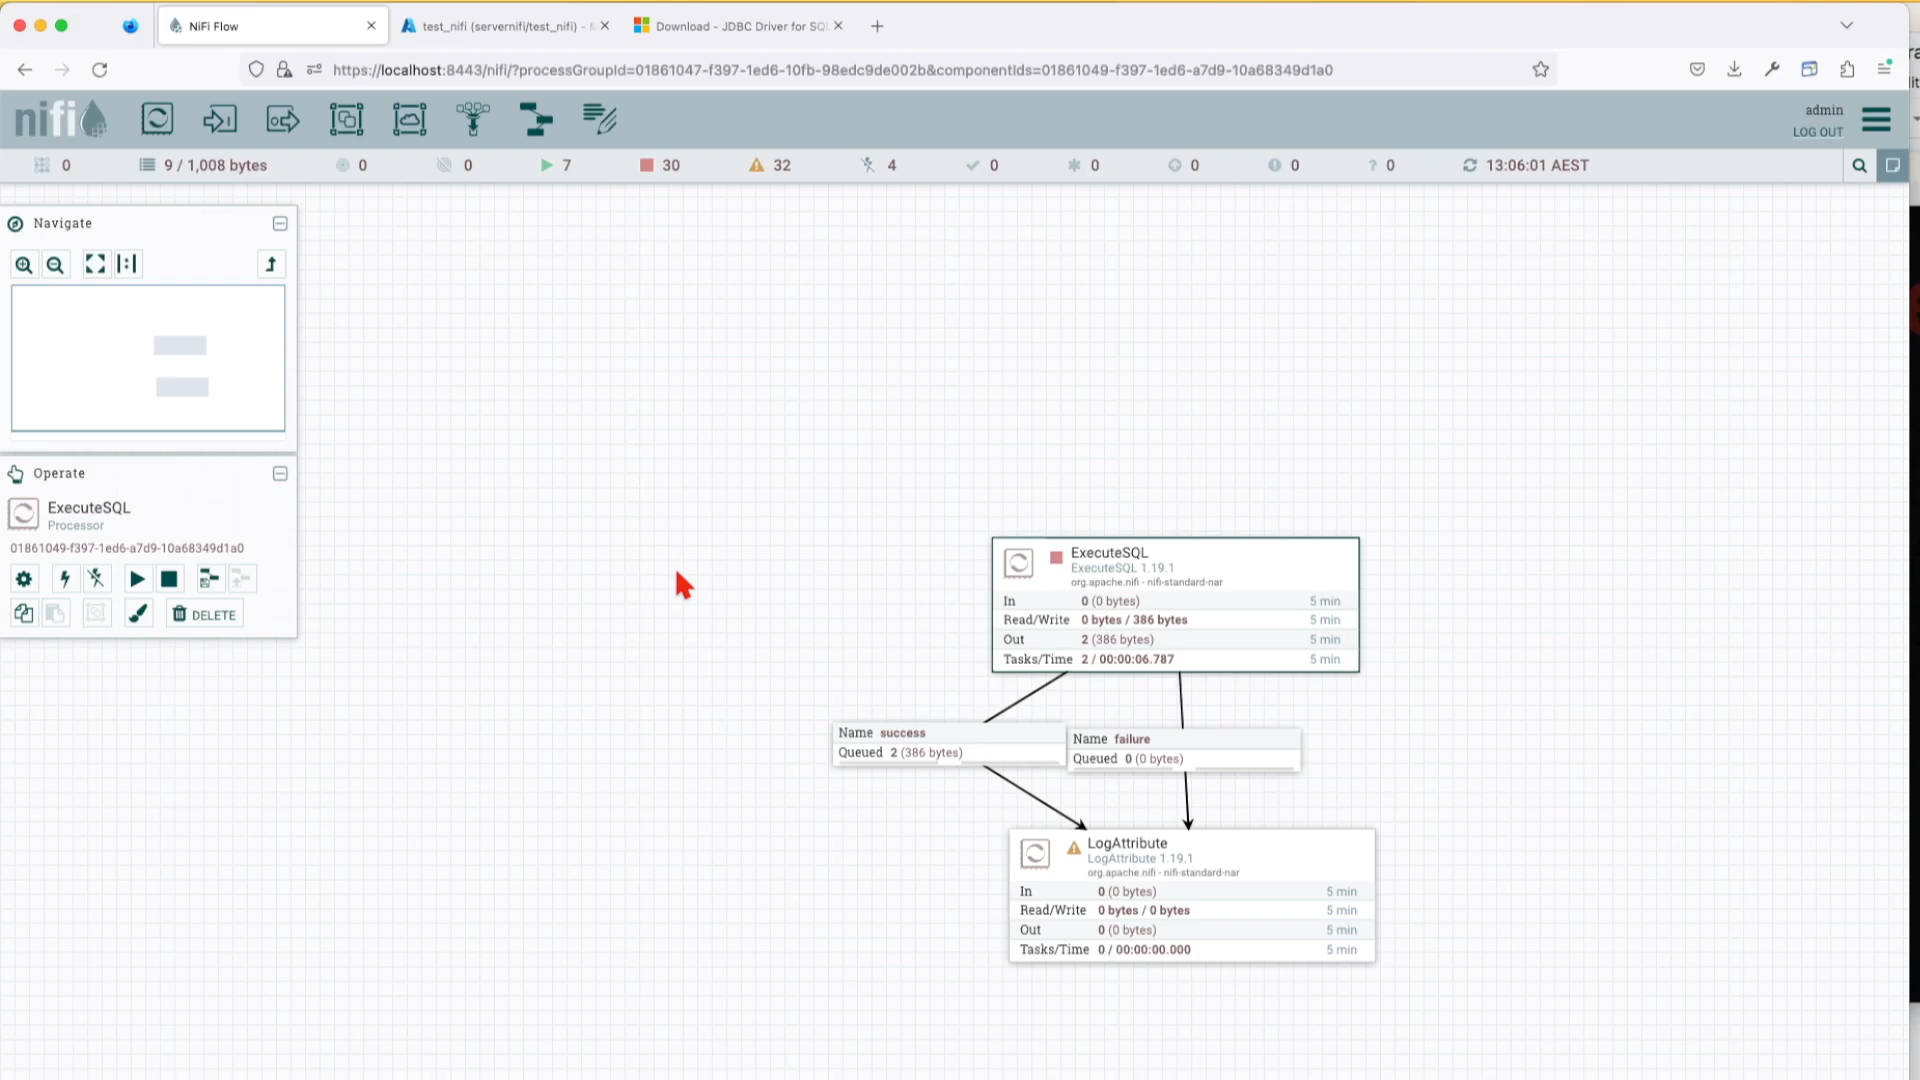 NiFi Flow
test_nifi (servernifi/test_nifi) -
Download - JDBC Driver for SQL
https://localhost:8443/nifi/?processGroupId=01861047-f397-1ed6-10fb-98edc9de002b&componentIds=01861049-f397-1ed6-a7d9-10a68349d1a0
nifi
admin
LOG OUT
0
9 / 1,008 bytes
0
0
7
30
32
4
0
0
0
0
? 0
13:06:01 AEST
Navigate
Operate
ExecuteSQL
Processor
01861049-f397-1ed6-a7d9-10a68349d1a0
DELETE
ExecuteSQL
ExecuteSQL 1.19.1
org.apache.nifi - nifi-standard-nar
In 0 (0 bytes) 5 min
Read/Write 0 bytes / 386 bytes 5 min
Out 2 (386 bytes) 5 min
Tasks/Time 2 / 00:00:06.787 5 min
Name success
Queued 2 (386 bytes)
Name failure
Queued 0 (0 bytes)
LogAttribute
LogAttribute 1.19.1
org.apache.nifi - nifi-standard-nar
In 0 (0 bytes) 5 min
Read/Write 0 bytes / 0 bytes 5 min
Out 0 (0 bytes) 5 min
Tasks/Time 0 / 00:00:00.000 5 min